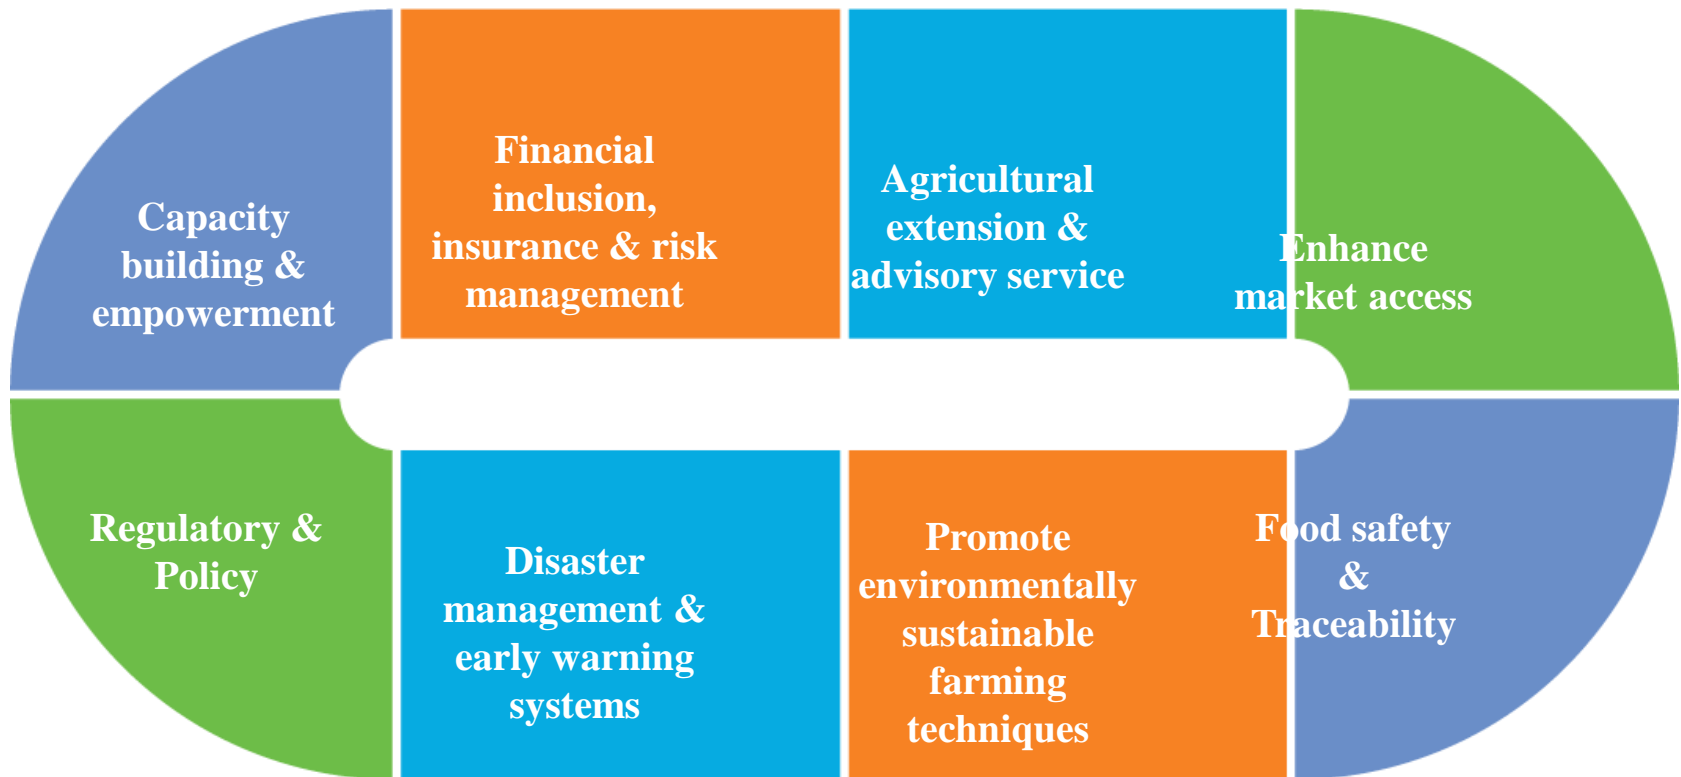 Capacity
building &
empowerment
Financial
inclusion,
insurance & risk
management
Agricultural
extension &
advisory service
Enhance
market access
Regulatory &
Policy
Disaster
management &
early warning
systems
Promote
environmentally
sustainable
farming
techniques
Food safety
&
Traceability